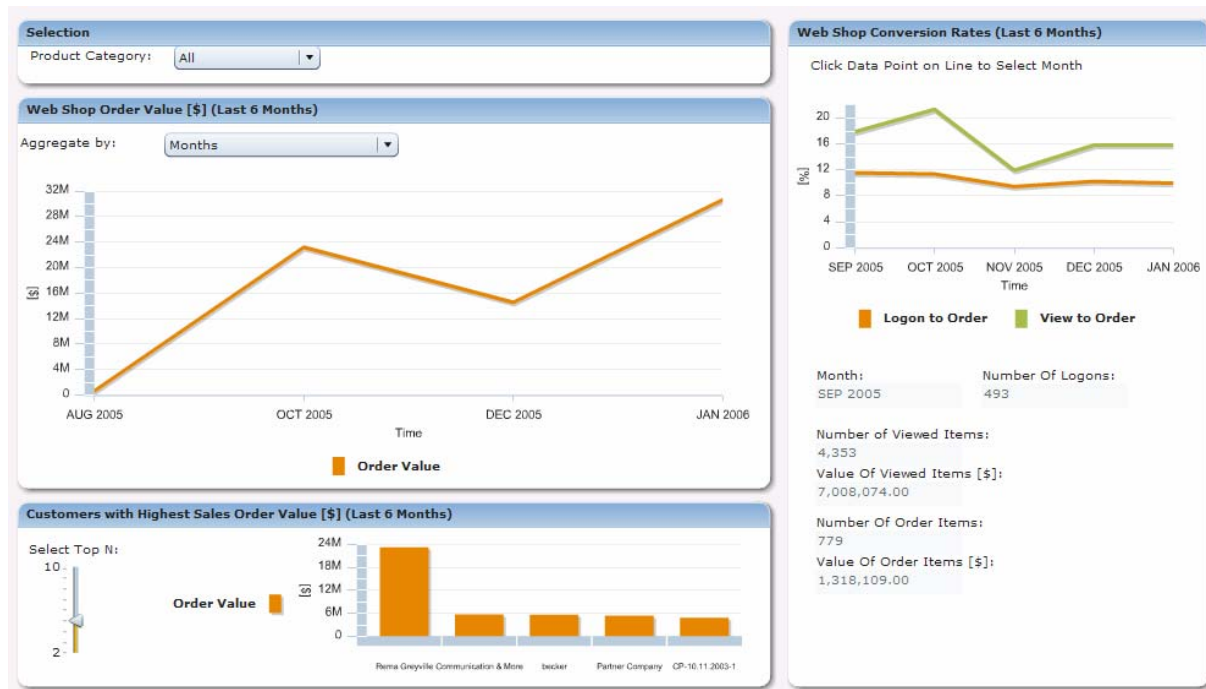 Selection
Product Category: All
Web Shop Order Value [$] (Last 6 Months)
Aggregate by: Months
32M
28M
24M
20M
16M
12M
8M
4M
0
[$]
AUG 2005 OCT 2005 DEC 2005 JAN 2006
Time
Order Value
Customers with Highest Sales Order Value [$] (Last 6 Months)
Select Top N:
10
2
Order Value
24M
18M
12M
6M
0
[$]
Rema Greyville Communication & More becker Partner Company CP-10.11.2003-1
Web Shop Conversion Rates (Last 6 Months)
Click Data Point on Line to Select Month
20
16
12
8
4
0
[%]
SEP 2005 OCT 2005 NOV 2005 DEC 2005 JAN 2006
Time
Logon to Order View to Order
Month: Number Of Logons:
SEP 2005 493
Number of Viewed Items:
4,353
Value Of Viewed Items [$]:
7,008,074.00
Number Of Order Items:
779
Value Of Order Items [$]:
1,318,109.00